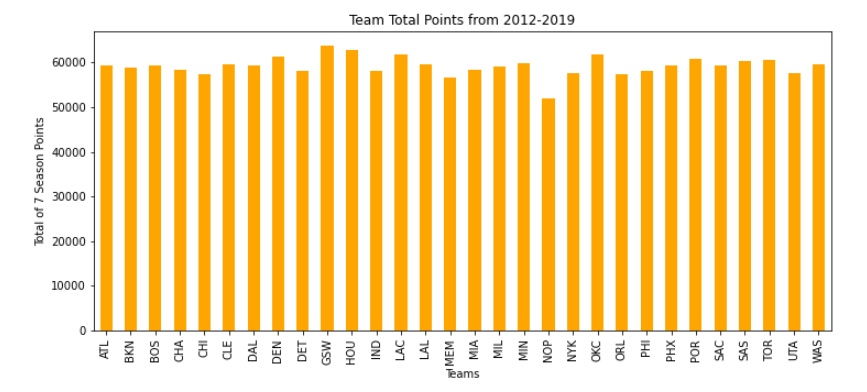 Team Total Points from 2012-2019
Total of 7 Season Points
60000
50000
40000
30000
20000
10000
0
ATL BKN BOS CHA CHI CLE DAL DEN DET GSW HOU IND LAC LAL MEM MIA MIL MIN NOP NYK OKC ORL PHI PHX POR SAC SAS TOR UTA WAS
Teams